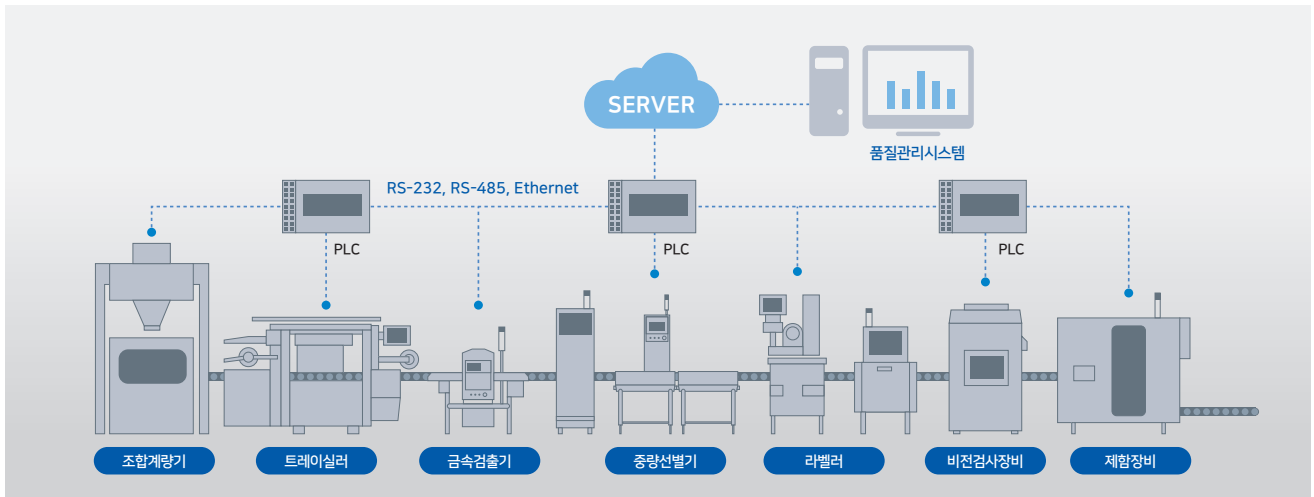 SERVER
품질관리시스템
RS-232, RS-485, Ethernet
PLC
PLC
PLC
조합계량기
트레이실러
금속검출기
중량선별기
라벨러
비전검사장비
제함장비